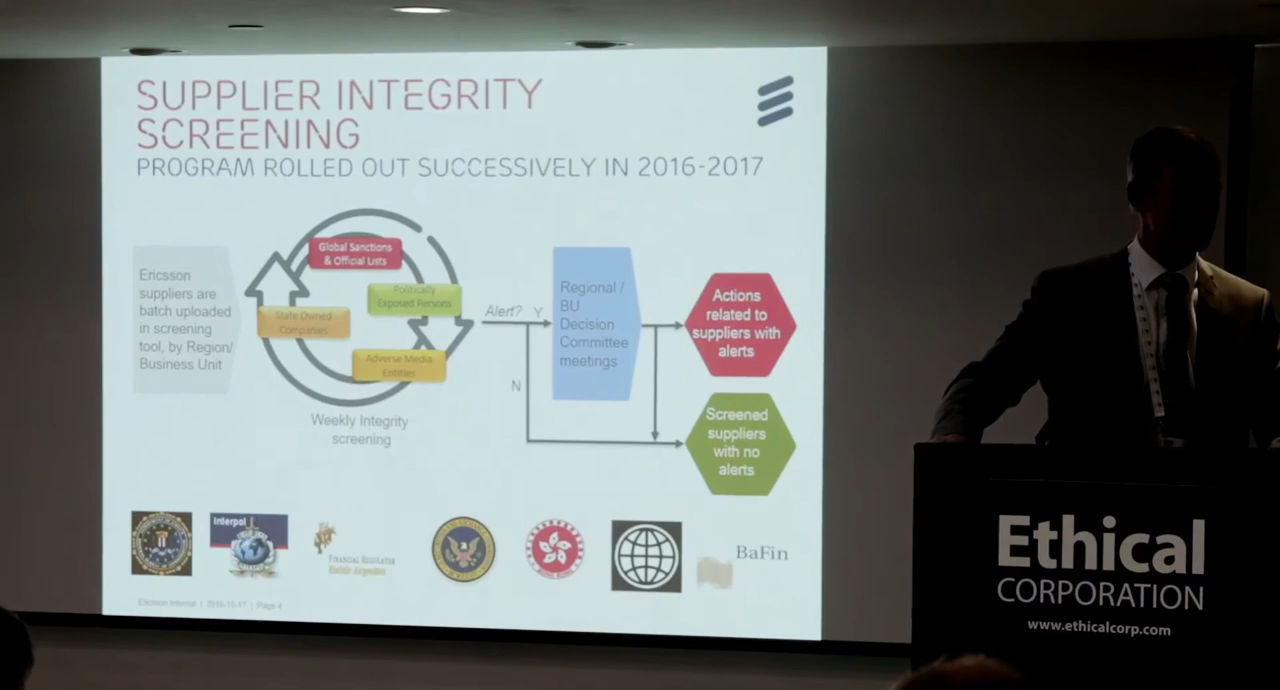 SUPPLIER INTEGRITY
SCREENING
PROGRAM ROLLED OUT SUCCESSIVELY IN 2016-2017
Ericsson
suppliers are
batch uploaded
in screening
tool, by Region/
Business Unit
Global Sanctions
& Official Lists
Politically
Exposed Persons
State Owned
Companies
Adverse Media
Entities
Weekly Integrity
screening
Alert? Y
N
Regional /
BU
Decision
Committee
meetings
Actions
related to
suppliers with
alerts
Screened
suppliers
with no
alerts
Interpol
FINANCIAL REGULATOR
BaFin
Ericsson Internal | 2016-10-17 | Page 4
Ethical
CORPORATION
www.ethicalcorp.com